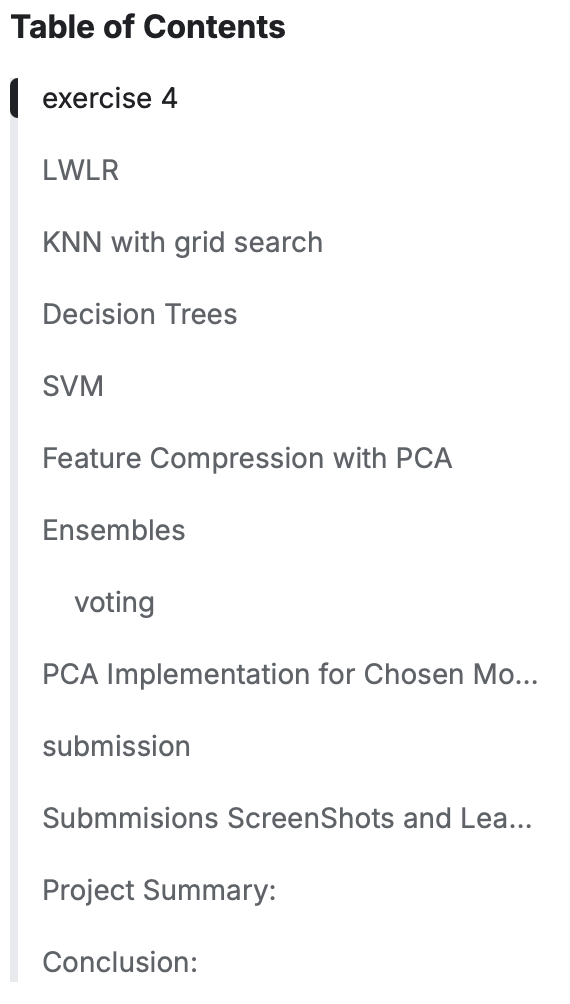 Table of Contents
exercise 4
LWLR
KNN with grid search
Decision Trees
SVM
Feature Compression with PCA
Ensembles
voting
PCA Implementation for Chosen Mo...
submission
Submmisions ScreenShots and Lea...
Project Summary:
Conclusion: